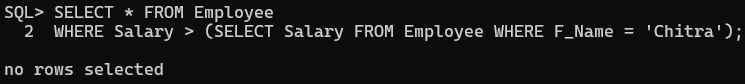 SQL> SELECT * FROM Employee
  2  WHERE Salary > (SELECT Salary FROM Employee WHERE F_Name = 'Chitra');
no rows selected